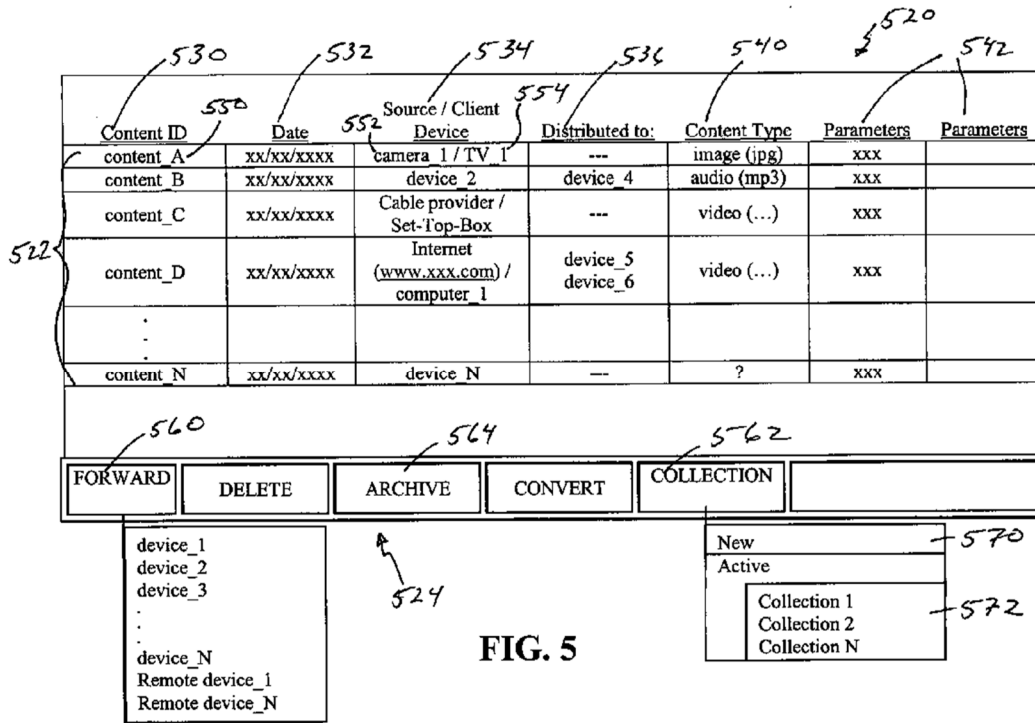 520
530 532 534 536 540 542
Source / Client
550 552 554
Content ID Date Device Distributed to: Content Type Parameters Parameters
content_A xx/xx/xxxx camera_1 / TV_1 --- image (jpg) xxx
content_B xx/xx/xxxx device_2 device_4 audio (mp3) xxx
content_C xx/xx/xxxx Cable provider / Set-Top-Box --- video (...) xxx
522
content_D xx/xx/xxxx Internet (www.xxx.com) / computer_1 device_5 device_6 video (...) xxx
.
.
.
content_N xx/xx/xxxx device_N --- ? xxx
560 564 562
FORWARD DELETE ARCHIVE CONVERT COLLECTION
device_1
device_2
device_3
.
.
.
device_N
Remote device_1
Remote device_N
524
New 570
Active
Collection 1
Collection 2 572
Collection N
FIG. 5